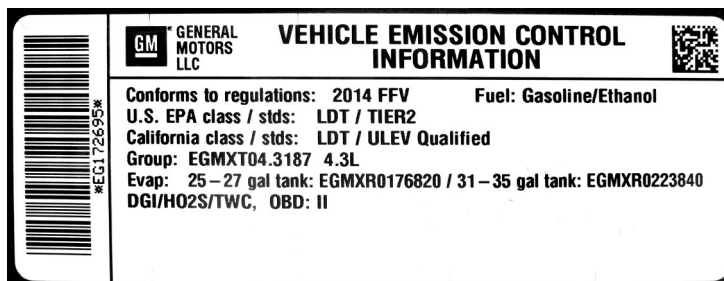 GM
GENERAL
MOTORS
LLC
VEHICLE EMISSION CONTROL
INFORMATION
*EG172695*
Conforms to regulations: 2014 FFV Fuel: Gasoline/Ethanol
U.S. EPA class / stds: LDT / TIER2
California class / stds: LDT / ULEV Qualified
Group: EGMXT04.3187 4.3L
Evap: 25-27 gal tank: EGMXR0176820 / 31-35 gal tank: EGMXR0223840
DGI/HO2S/TWC, OBD: II